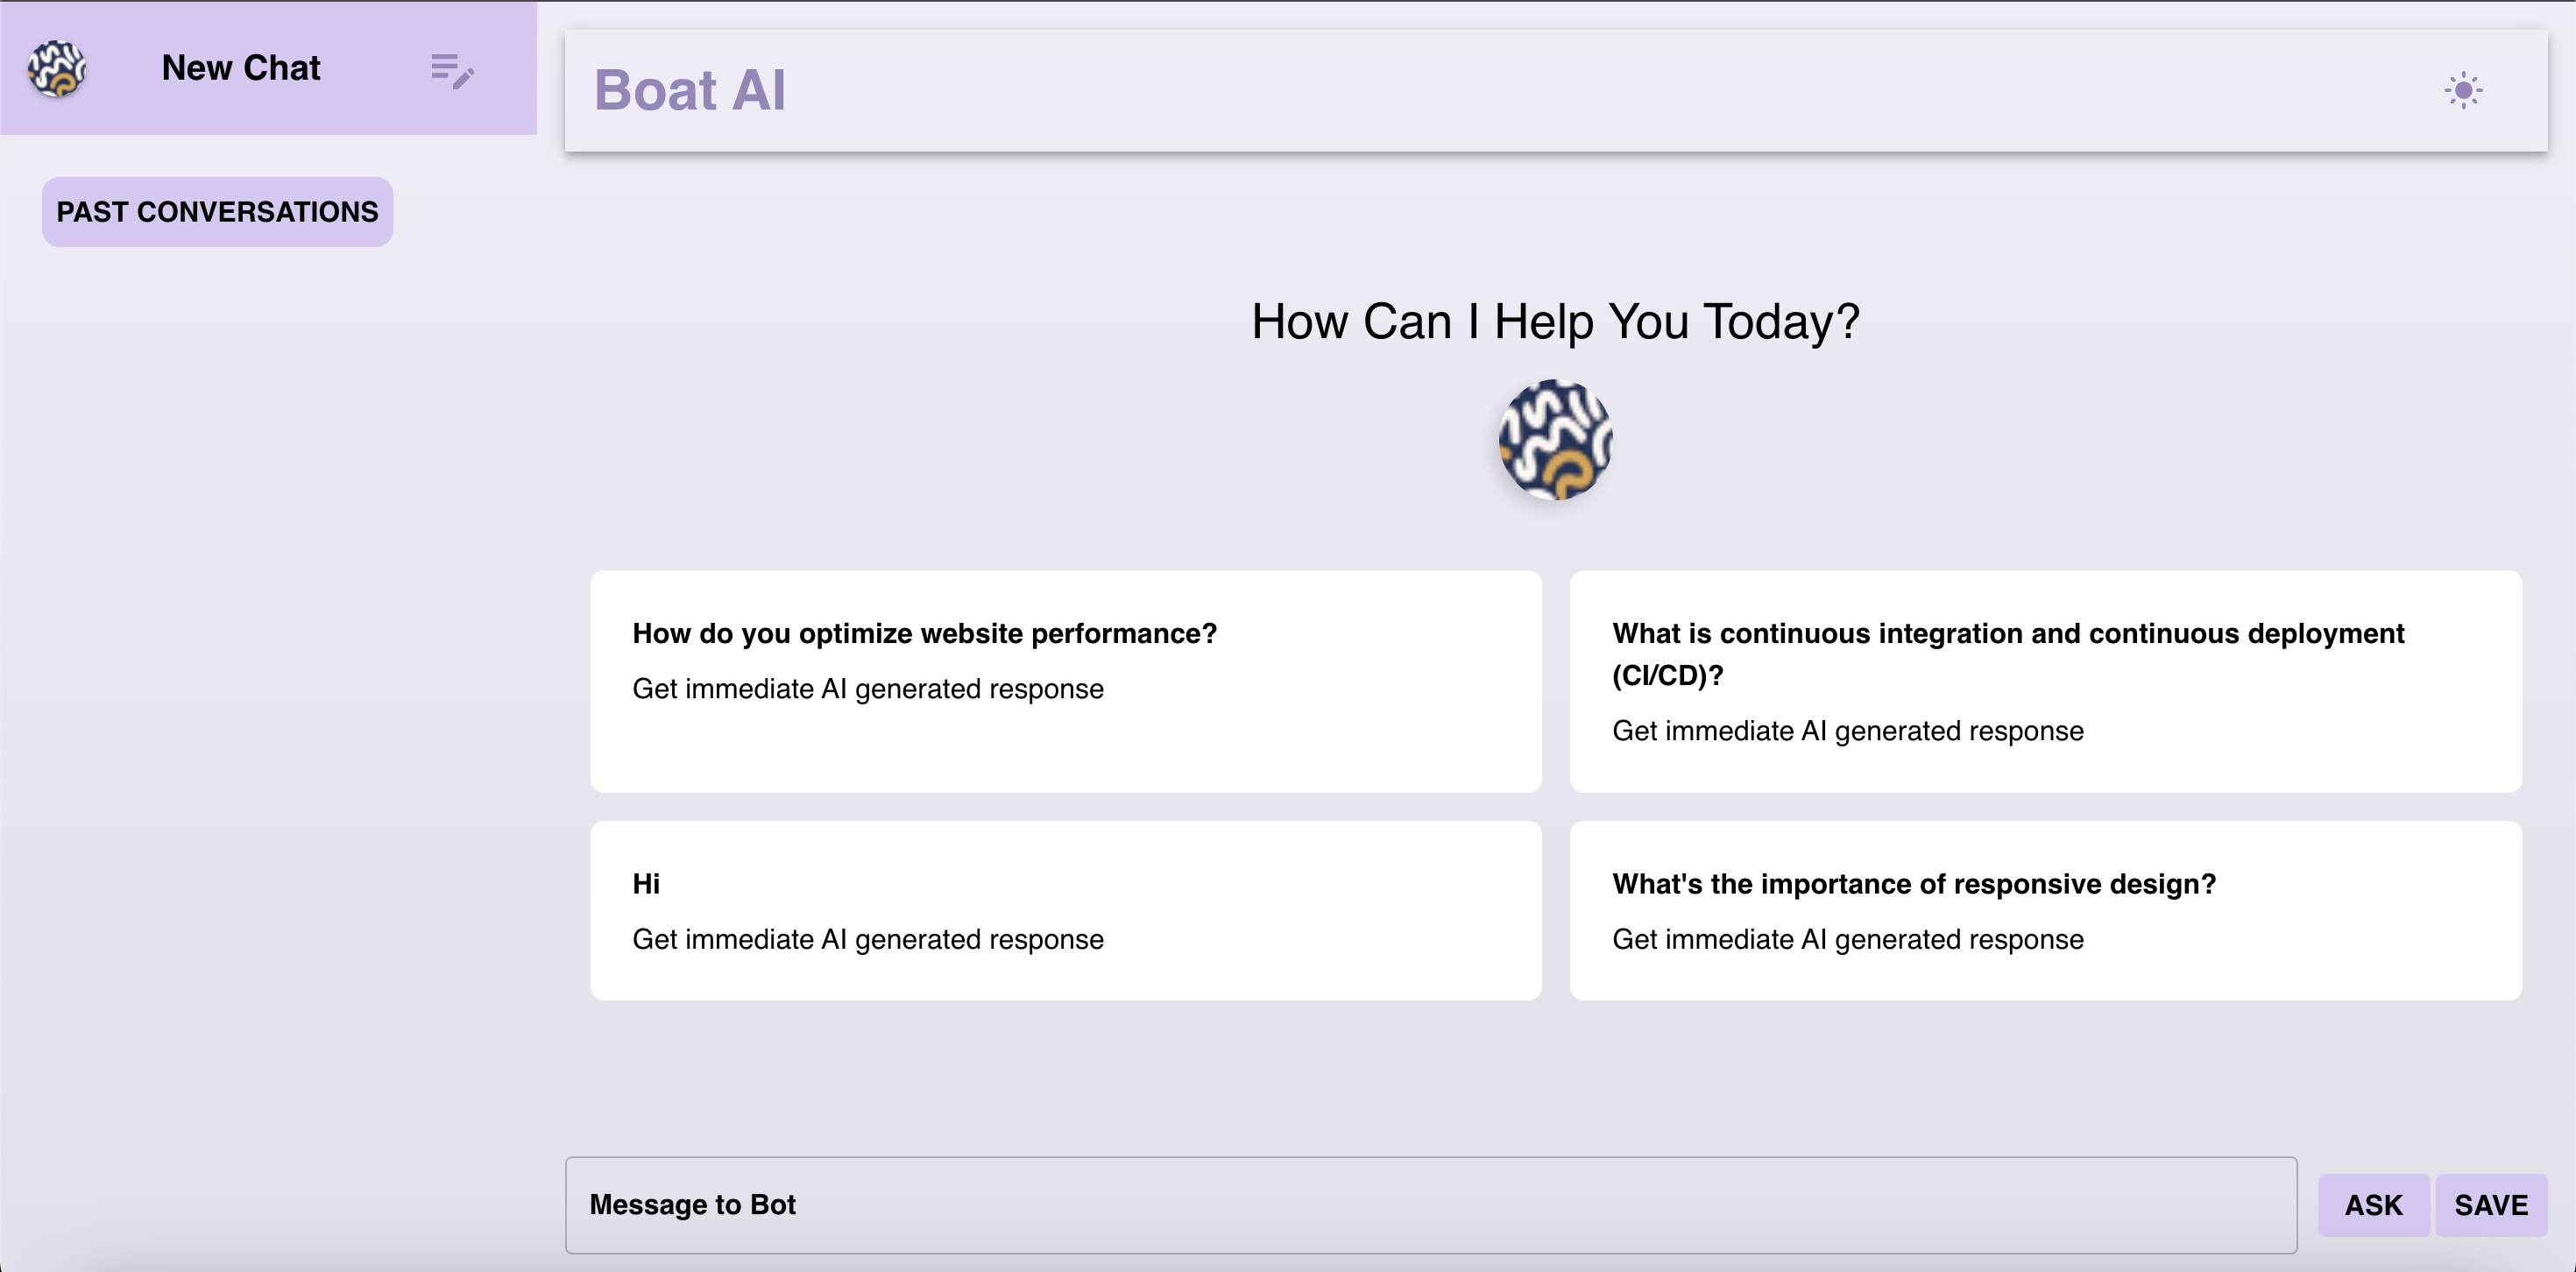 New Chat
Boat AI
PAST CONVERSATIONS
How Can I Help You Today?
How do you optimize website performance?
Get immediate AI generated response
What is continuous integration and continuous deployment
(CI/CD)?
Get immediate AI generated response
Hi
Get immediate AI generated response
What's the importance of responsive design?
Get immediate AI generated response
Message to Bot
ASK
SAVE